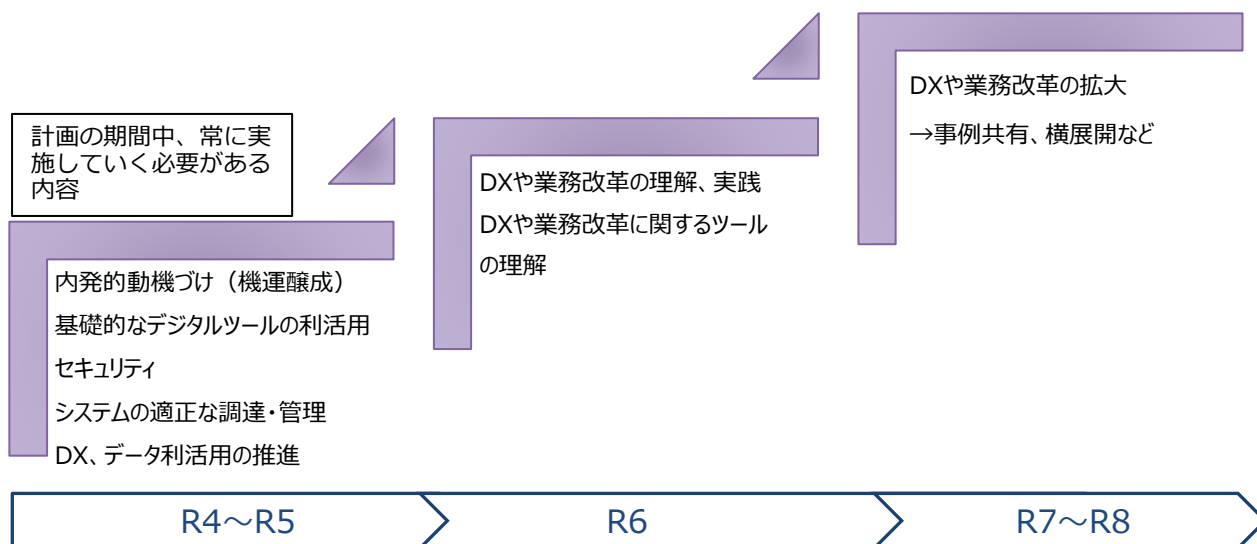 計画の期間中、常に実
施していく必要がある
内容
内発的動機づけ（機運醸成）
基礎的なデジタルツールの利活用
セキュリティ
システムの適正な調達・管理
DX、データ利活用の推進
DXや業務改革の理解、実践
DXや業務改革に関するツール
の理解
DXや業務改革の拡大
→事例共有、横展開など
R4～R5
R6
R7～R8